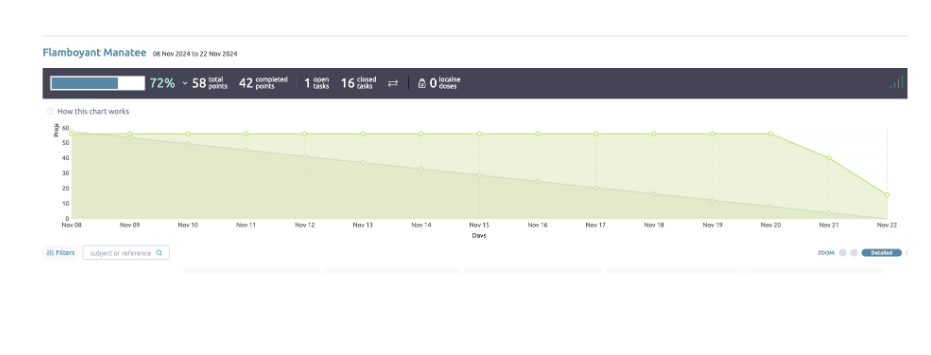 Flamboyant Manatee 08 Nov 2024 to 22 Nov 2024
72% 58 total points 42 completed points 1 open tasks 16 closed tasks 0 Iocaine doses
How this chart works
60
50
40
30
20
10
0
Nov 08 Nov 09 Nov 10 Nov 11 Nov 12 Nov 13 Nov 14 Nov 15 Nov 16 Nov 17 Nov 18 Nov 19 Nov 20 Nov 21 Nov 22
Days
Filters subject or reference ZOOM: Detailed